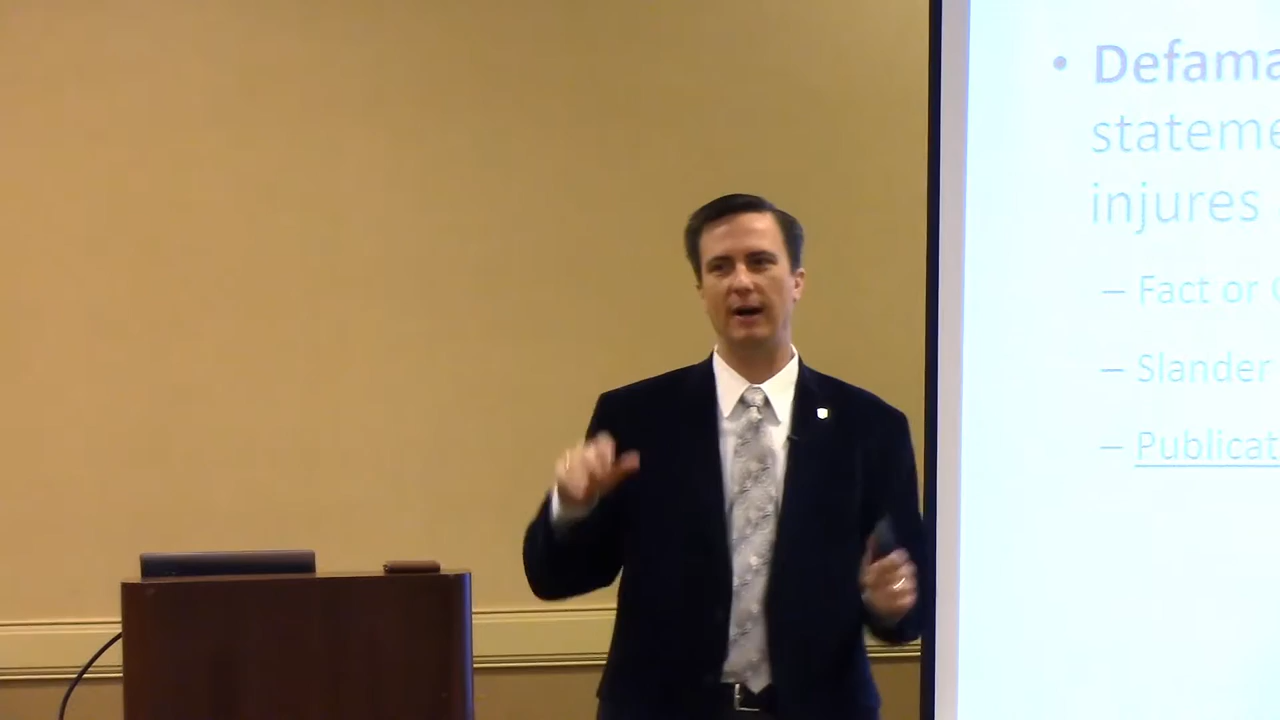 • Defama
stateme
injures
– Fact or
– Slander
– Publicat